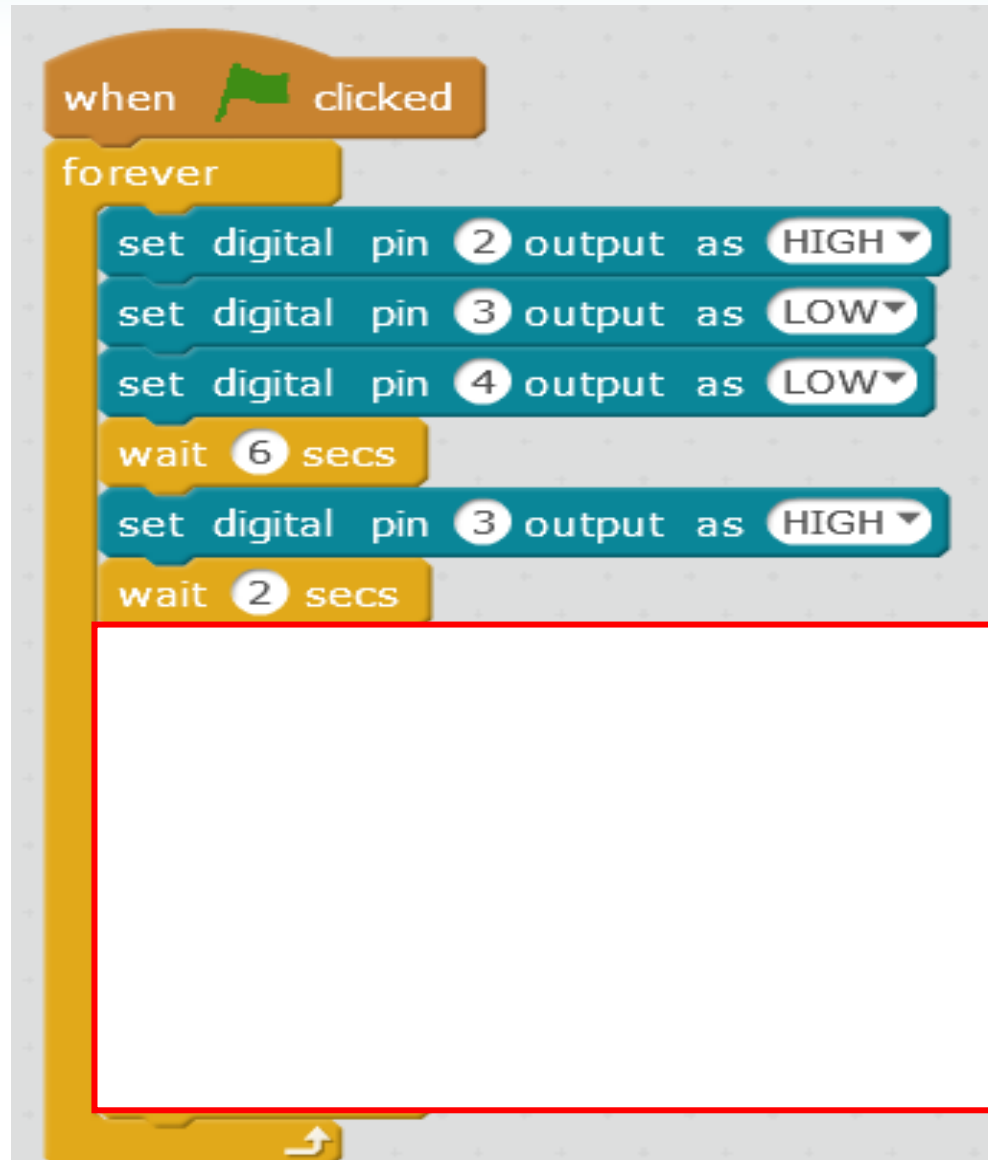 when clicked
forever
set digital pin 2 output as HIGH
set digital pin 3 output as LOW
set digital pin 4 output as LOW
wait 6 secs
set digital pin 3 output as HIGH
wait 2 secs